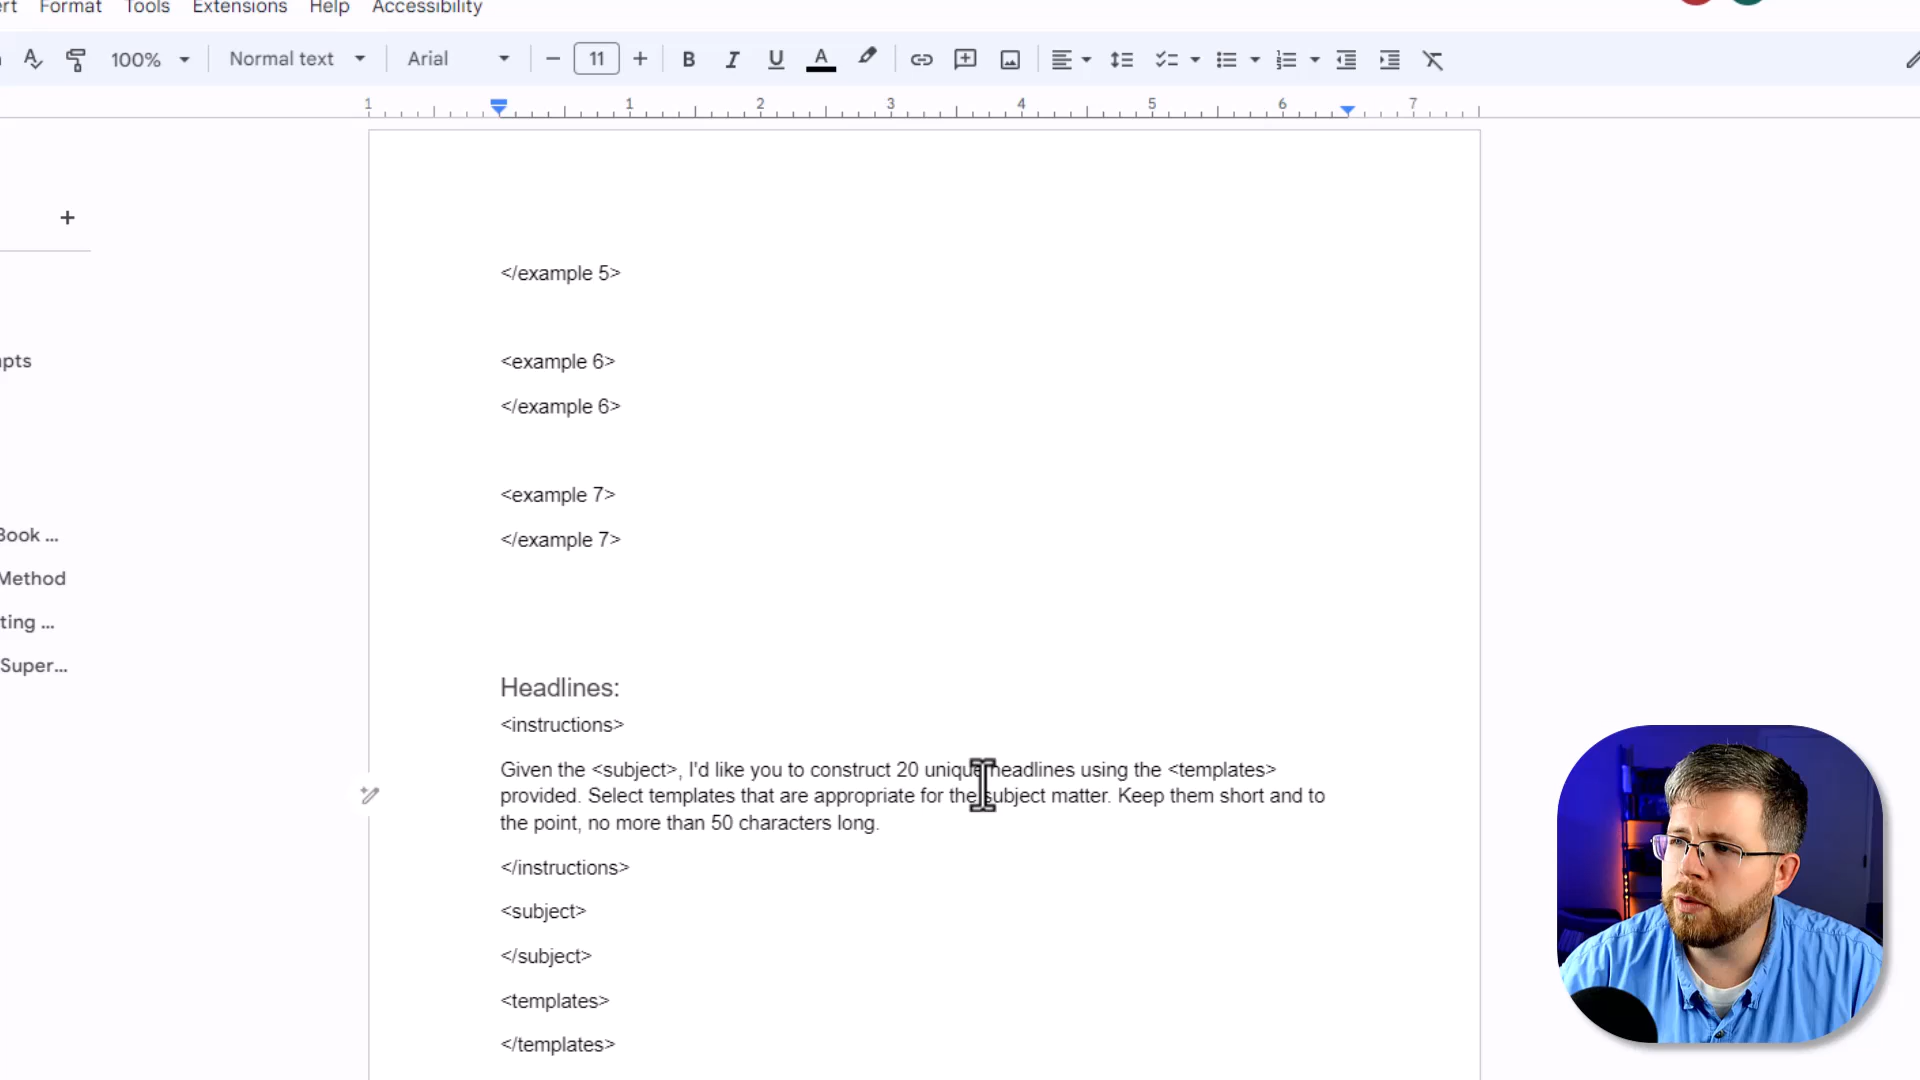 ert Format Tools Extensions Help Accessibility
100% Normal text Arial 11 B I U A
1 1 2 3 4 5 6 7
</example 5>
<example 6>
</example 6>
<example 7>
</example 7>
Headlines:
<instructions>
Given the <subject>, I'd like you to construct 20 unique headlines using the <templates>
provided. Select templates that are appropriate for the subject matter. Keep them short and to
the point, no more than 50 characters long.
</instructions>
<subject>
</subject>
<templates>
</templates>
mpts
Book ...
Method
ting ...
Super...